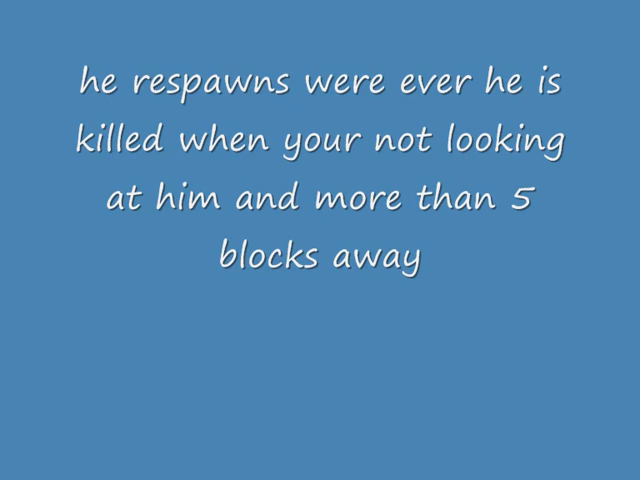 he respawns were ever he is
killed when your not looking
at him and more than 5
blocks away